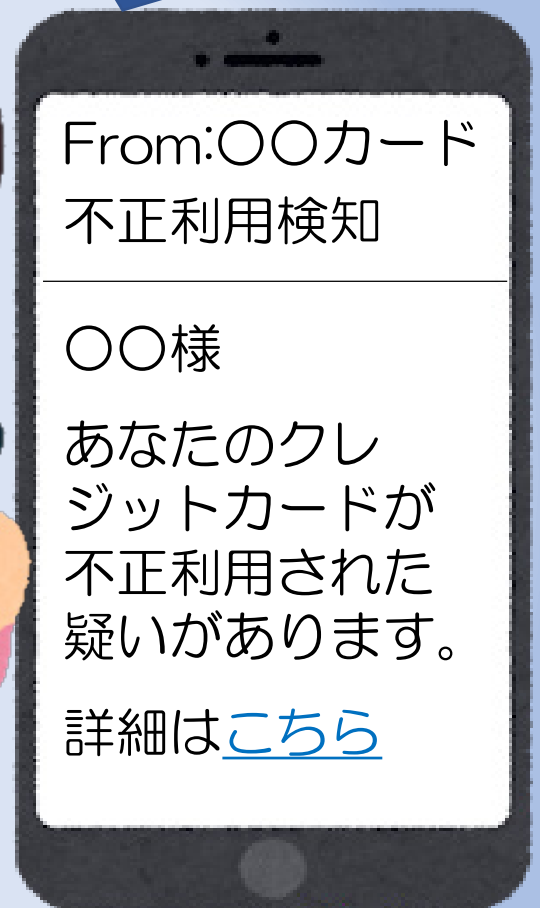 From:〇〇カード
不正利用検知
〇〇様
あなたのクレ
ジットカードが
不正利用された
疑いがあります。
詳細はこちら